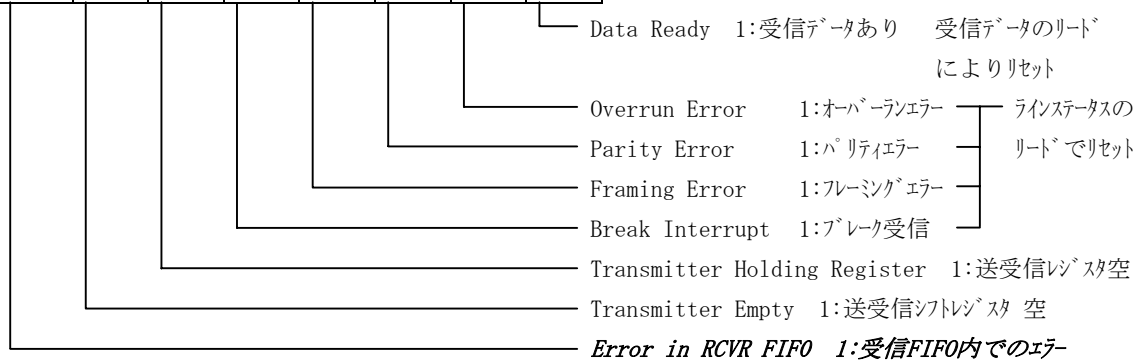 Data Ready 1:受信ﾃﾞｰﾀあり 受信ﾃﾞｰﾀのﾘｰﾄﾞ
によりﾘｾｯﾄ
Overrun Error 1:ｵｰﾊﾞｰﾗﾝｴﾗｰ ﾗｲﾝｽﾃｰﾀｽの
Parity Error 1:ﾊﾟﾘﾃｨｴﾗｰ ﾘｰﾄﾞでﾘｾｯﾄ
Framing Error 1:ﾌﾚｰﾐﾝｸﾞｴﾗｰ
Break Interrupt 1:ﾌﾞﾚｰｸ受信
Transmitter Holding Register 1:送受信ﾚｼﾞｽﾀ空
Transmitter Empty 1:送受信ｼﾌﾄﾚｼﾞｽﾀ 空
Error in RCVR FIFO 1:受信FIFO内でのｴﾗｰ